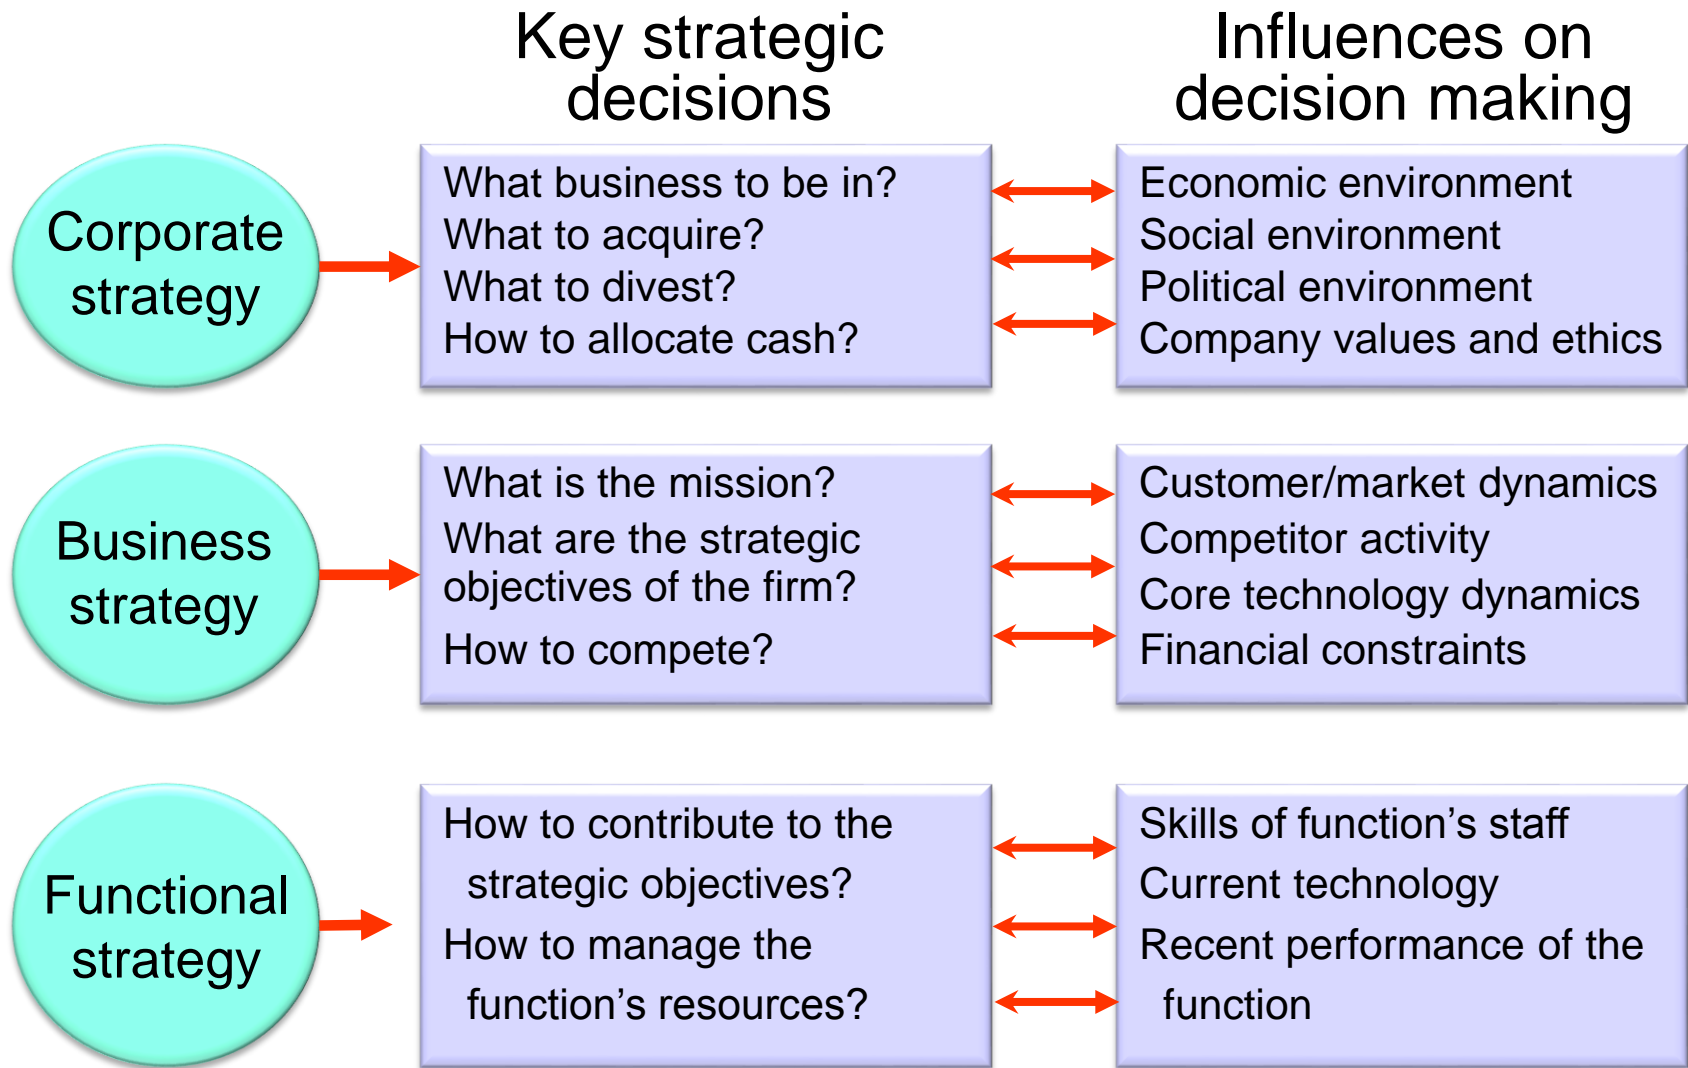 Key strategic
decisions
Influences on
decision making
Corporate
strategy
What business to be in?
What to acquire?
What to divest?
How to allocate cash?
Economic environment
Social environment
Political environment
Company values and ethics
Business
strategy
What is the mission?
What are the strategic
objectives of the firm?
How to compete?
Customer/market dynamics
Competitor activity
Core technology dynamics
Financial constraints
Functional
strategy
How to contribute to the
strategic objectives?
How to manage the
function’s resources?
Skills of function’s staff
Current technology
Recent performance of the
function